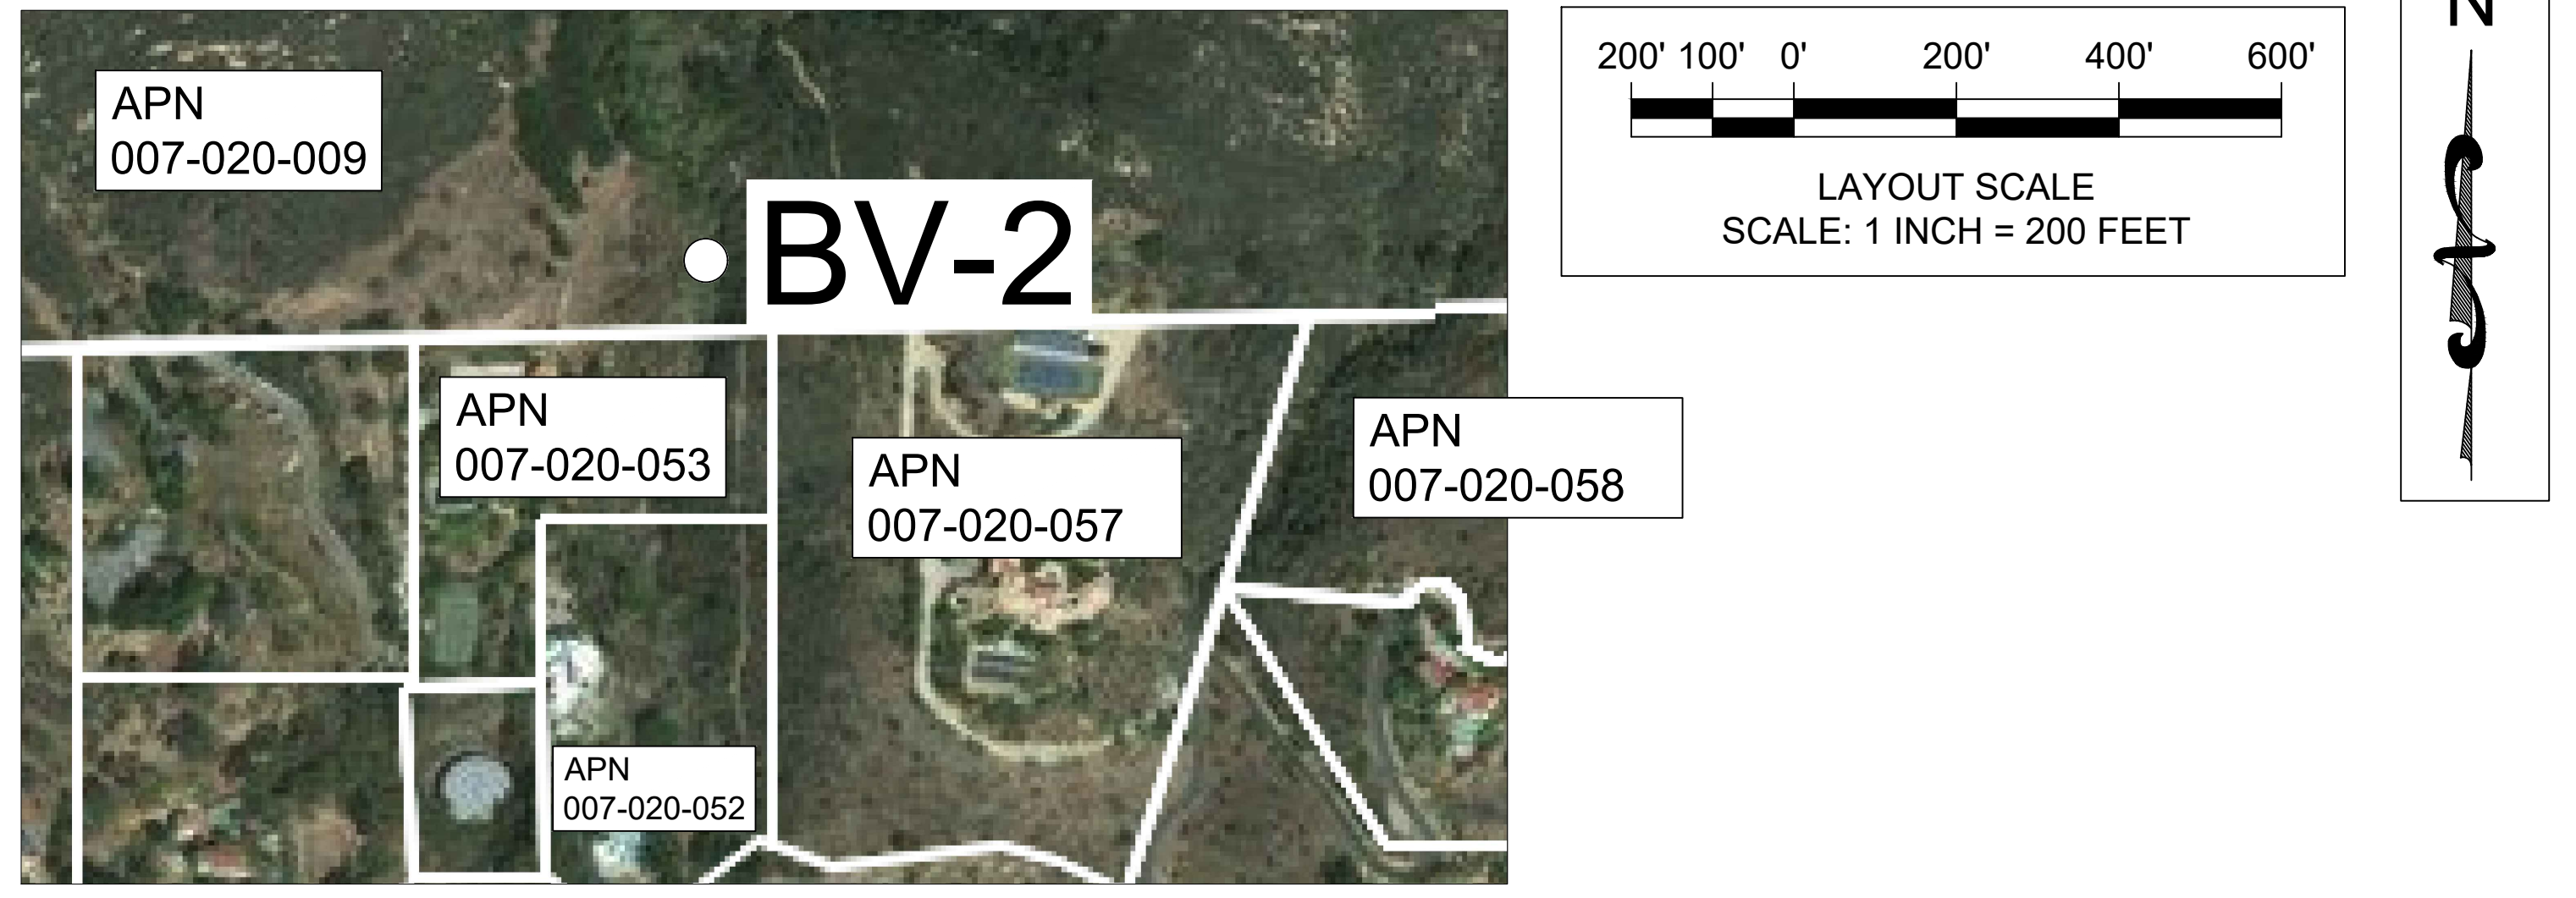 APN
007-020-009
BV-2
APN
007-020-053
APN
007-020-057
APN
007-020-058
APN
007-020-052
200' 100' 0' 200' 400' 600'
LAYOUT SCALE
SCALE: 1 INCH = 200 FEET
N